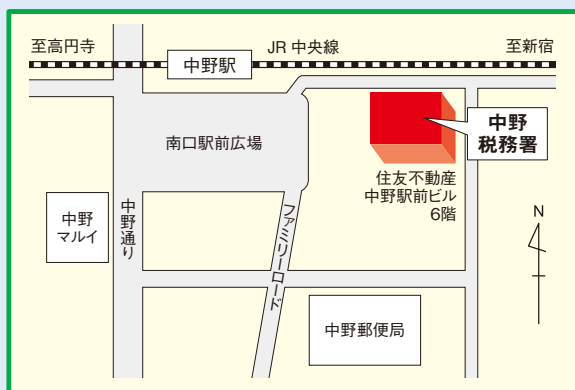 至高円寺
JR 中央線
至新宿
中野駅
中野
税務署
南口駅前広場
住友不動産
中野駅前ビル
6階
中野
マルイ
中野通り
ファミリーロード
N
中野郵便局